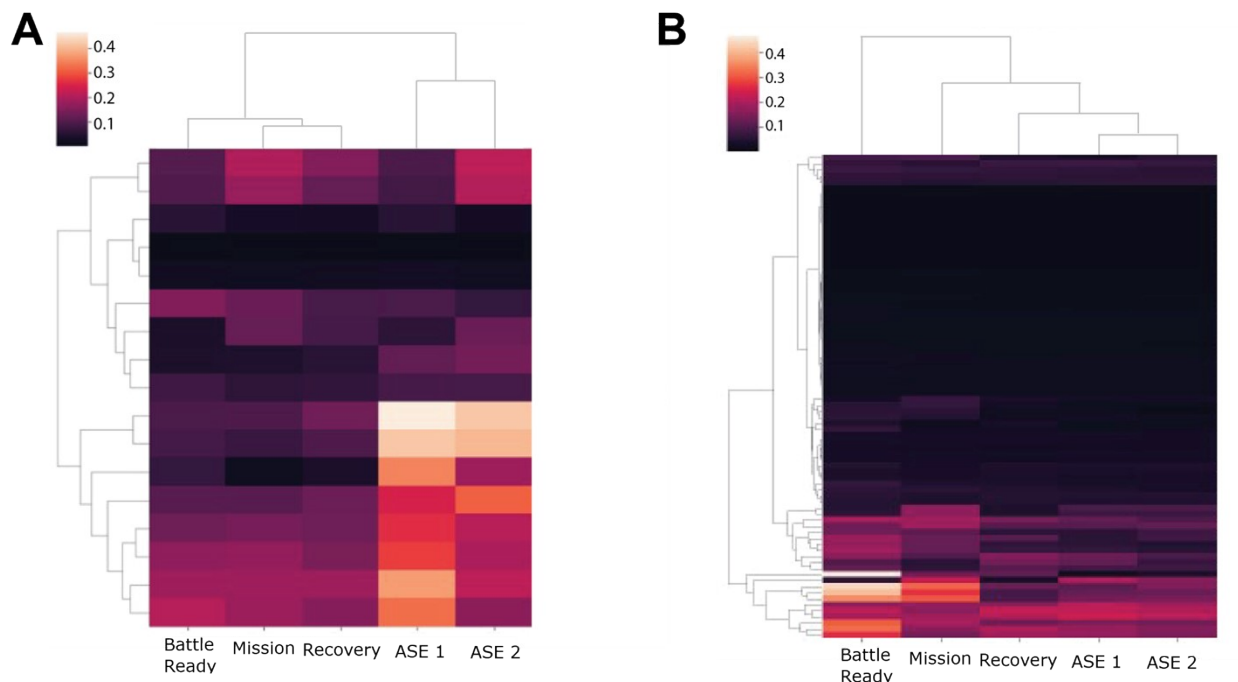 A
B
0.4
0.3
0.2
0.1
0.4
0.3
0.2
0.1
Battle Ready
Mission
Recovery
ASE 1
ASE 2
Battle Ready
Mission
Recovery
ASE 1
ASE 2